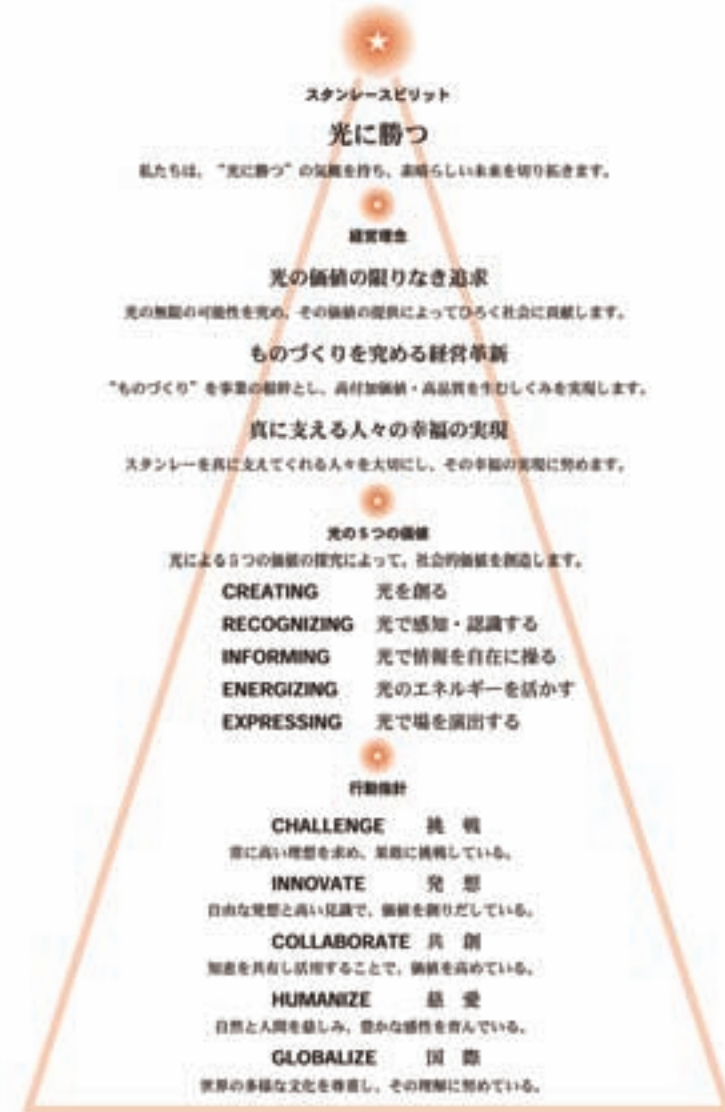 スタンレースピリット
光に勝つ
私たちは、“光に勝つ”の気概を持ち、素晴らしい未来を切り拓きます。
経営理念
光の価値の限りなき追求
光の無限の可能性を究め、その価値の提供によってひろく社会に貢献します。
ものづくりを究める経営革新
“ものづくり”を事業の根幹とし、高付加価値・高品質を生むしくみを実現します。
真に支える人々の幸福の実現
スタンレーを真に支えてくれる人々を大切にし、その幸福の実現に努めます。
光の5つの価値
光による5つの価値の探究によって、社会的価値を創造します。
CREATING 光を創る
RECOGNIZING 光で感知・認識する
INFORMING 光で情報を自在に操る
ENERGIZING 光のエネルギーを活かす
EXPRESSING 光で場を演出する
行動指針
CHALLENGE 挑 戦
常に高い理想を求め、果敢に挑戦している。
INNOVATE 発 想
自由な発想と高い見識で、価値を創りだしている。
COLLABORATE 共 創
知恵を共有し活用することで、価値を高めている。
HUMANIZE 慈 愛
自然と人間を慈しみ、豊かな感性を育んでいる。
GLOBALIZE 国 際
世界の多様な文化を尊重し、その理解に努めている。